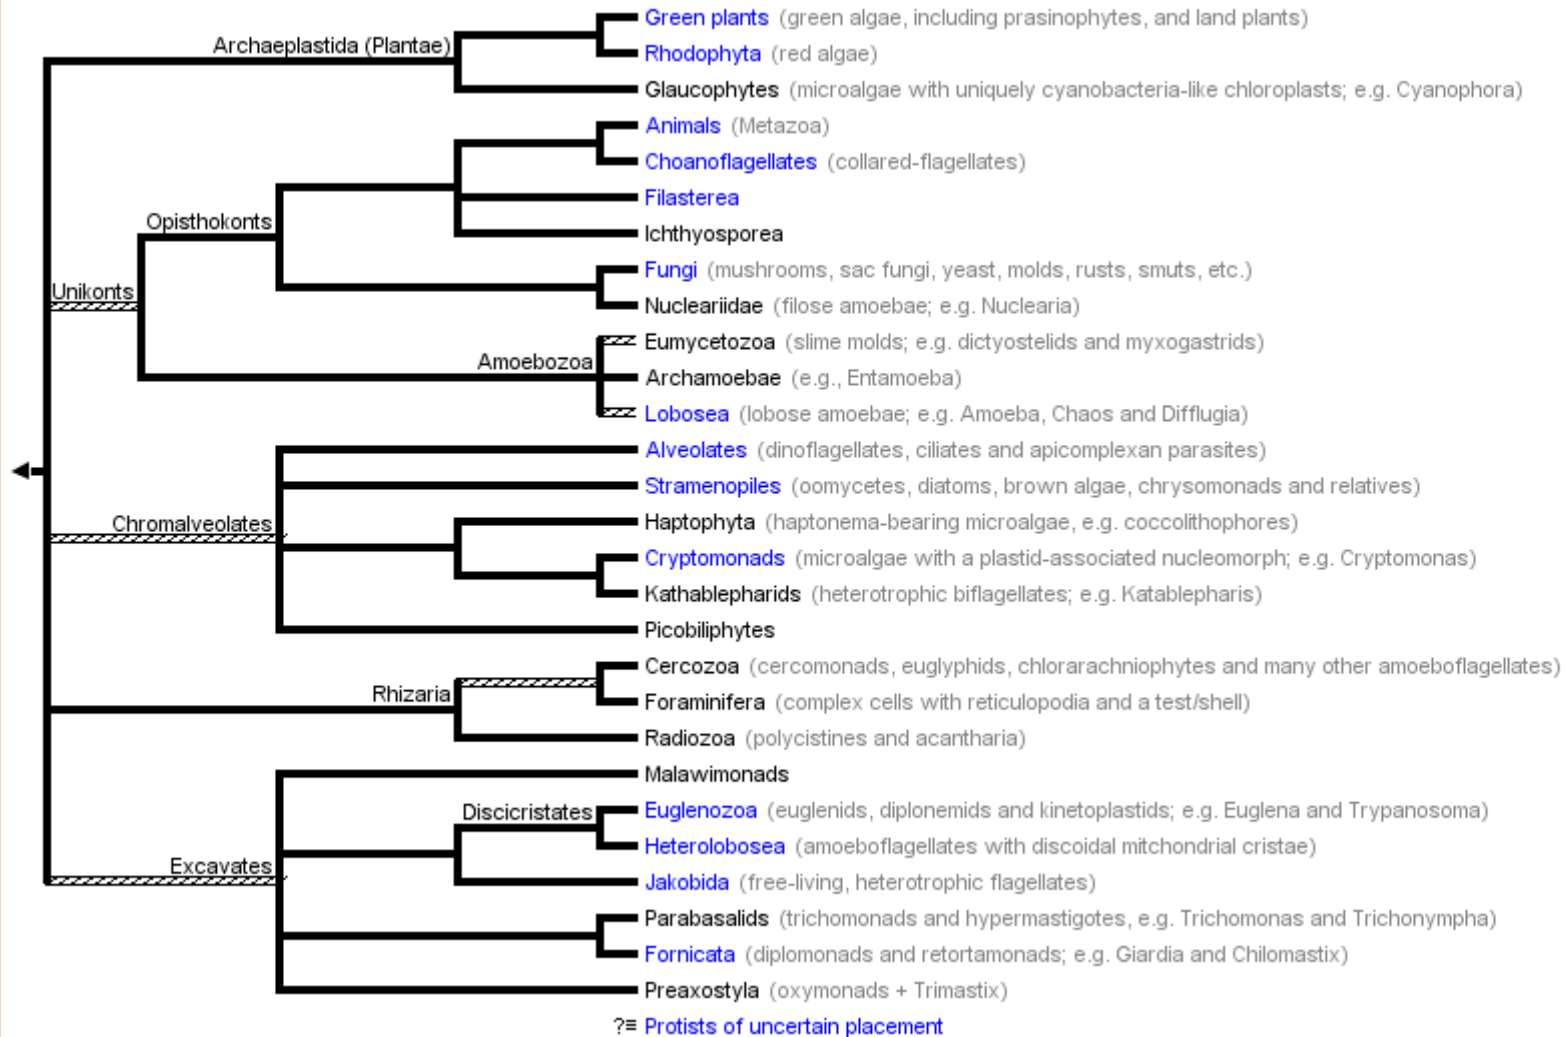 Green plants (green algae, including prasinophytes, and land plants)
Archaeplastida (Plantae)
Rhodophyta (red algae)
Glaucophytes (microalgae with uniquely cyanobacteria-like chloroplasts; e.g. Cyanophora)
Animals (Metazoa)
Choanoflagellates (collared-flagellates)
Filasterea
Opisthokonts
Ichthyosporea
Fungi (mushrooms, sac fungi, yeast, molds, rusts, smuts, etc.)
Unikonts
Nucleariidae (filose amoebae; e.g. Nuclearia)
Eumycetozoa (slime molds; e.g. dictyostelids and myxogastrids)
Amoebozoa
Archamoebae (e.g., Entamoeba)
Lobosea (lobose amoebae; e.g. Amoeba, Chaos and Difflugia)
Alveolates (dinoflagellates, ciliates and apicomplexan parasites)
Stramenopiles (oomycetes, diatoms, brown algae, chrysomonads and relatives)
Chromalveolates
Haptophyta (haptonema-bearing microalgae, e.g. coccolithophores)
Cryptomonads (microalgae with a plastid-associated nucleomorph; e.g. Cryptomonas)
Kathablepharids (heterotrophic biflagellates; e.g. Katablepharis)
Picobiliphytes
Cercozoa (cercomonads, euglyphids, chlorarachniophytes and many other amoeboflagellates)
Rhizaria
Foraminifera (complex cells with reticulopodia and a test/shell)
Radiozoa (polycistines and acantharia)
Malawimonads
Discicristates
Euglenozoa (euglenids, diplonemids and kinetoplastids; e.g. Euglena and Trypanosoma)
Heterolobosea (amoeboflagellates with discoidal mitchondrial cristae)
Excavates
Jakobida (free-living, heterotrophic flagellates)
Parabasalids (trichomonads and hypermastigotes, e.g. Trichomonas and Trichonympha)
Fornicata (diplomonads and retortamonads; e.g. Giardia and Chilomastix)
Preaxostyla (oxymonads + Trimastix)
?≡ Protists of uncertain placement